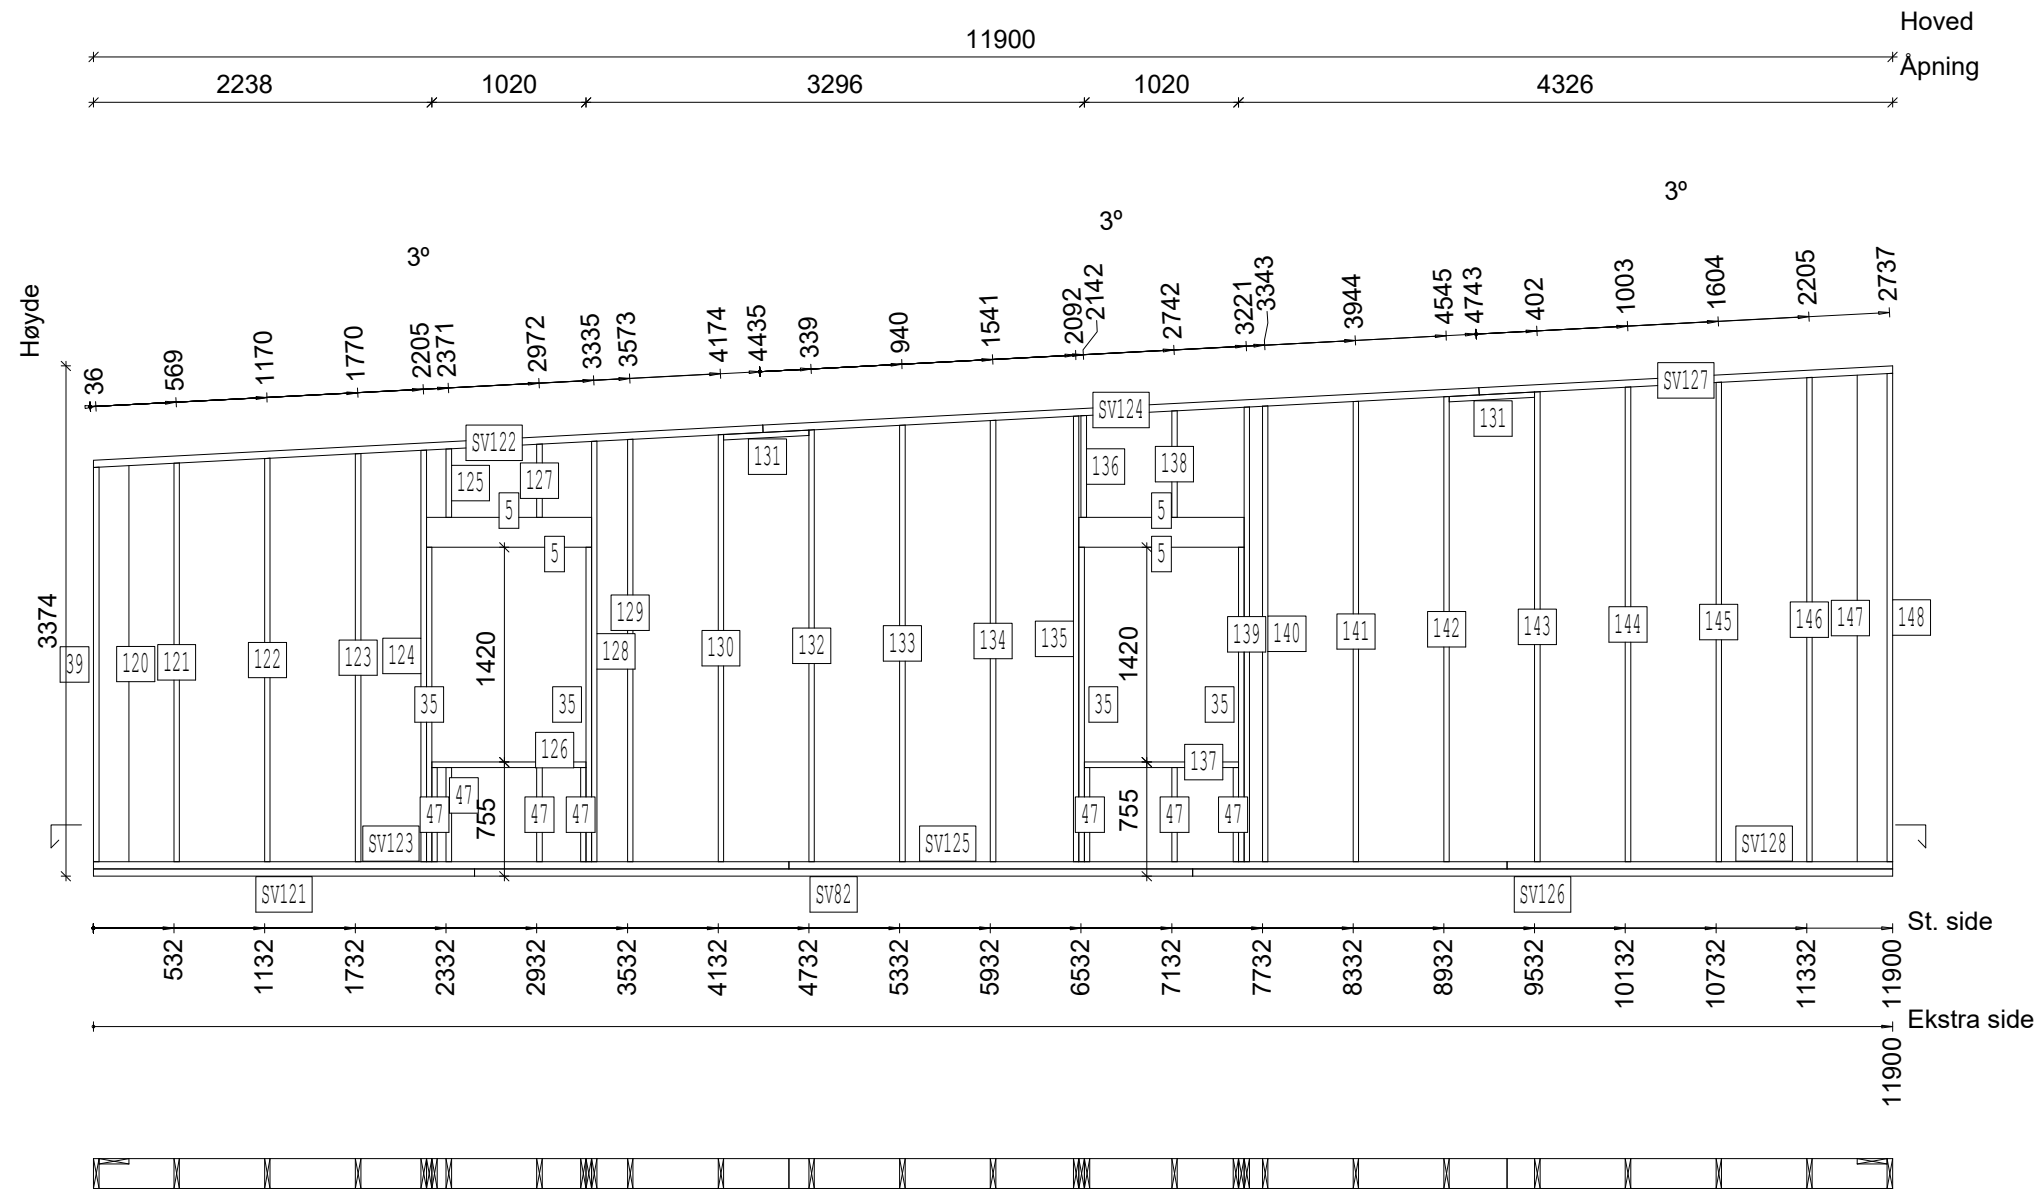 Hoved
11900
Åpning
2238 1020 3296 1020 4326
3º
3º
3º
Høyde
36 569 1170 1770 2205 2371 2972 3335 3573 4174 4435 339 940 1541 2092 2142 2742 3221 3343 3944 4545 4743 402 1003 1604 2205 2737
SV122 SV124 SV127
131 131
125 127 136 138
5 5
5 5
3374
39 120 121 122 123 124 128 129 130 132 133 134 135 139 140 141 142 143 144 145 146 147 148
1420 1420
35 35 35 35
126 137
47 47 47 47 47 47 47
755 755
SV123 SV125 SV128
SV121 SV82 SV126
St. side
532 1132 1732 2332 2932 3532 4132 4732 5332 5932 6532 7132 7732 8332 8932 9532 10132 10732 11332 11900
Ekstra side
11900